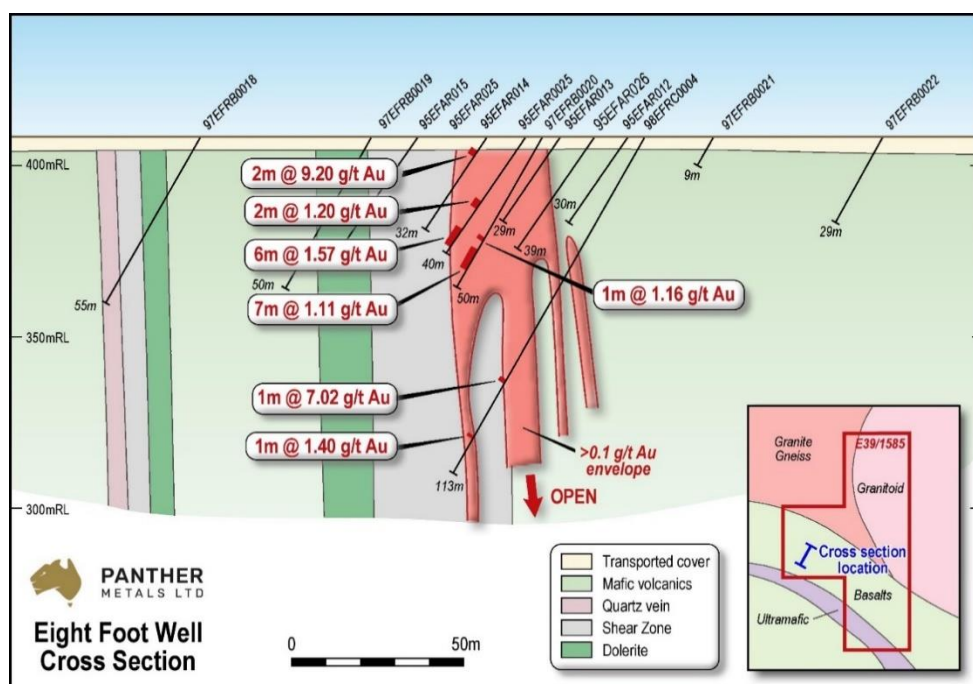 97EFRB0018
97EFRB0019
95EFAR015
95EFAR025
95EFAR014
95EFAR0025
97EFRB0020
95EFAR013
95EFAR026
95EFAR012
98EFRC0004
97EFRB0021
97EFRB0022
400mRL
350mRL
300mRL
2m @ 9.20 g/t Au
2m @ 1.20 g/t Au
6m @ 1.57 g/t Au
7m @ 1.11 g/t Au
1m @ 1.16 g/t Au
1m @ 7.02 g/t Au
1m @ 1.40 g/t Au
55m
50m
32m
40m
50m
29m
39m
30m
9m
29m
113m
>0.1 g/t Au
envelope
OPEN
PANTHER
METALS LTD
Eight Foot Well
Cross Section
0
50m
Transported cover
Mafic volcanics
Quartz vein
Shear Zone
Dolerite
Granite
Gneiss
E39/1585
Granitoid
Cross section
location
Basalts
Ultramafic